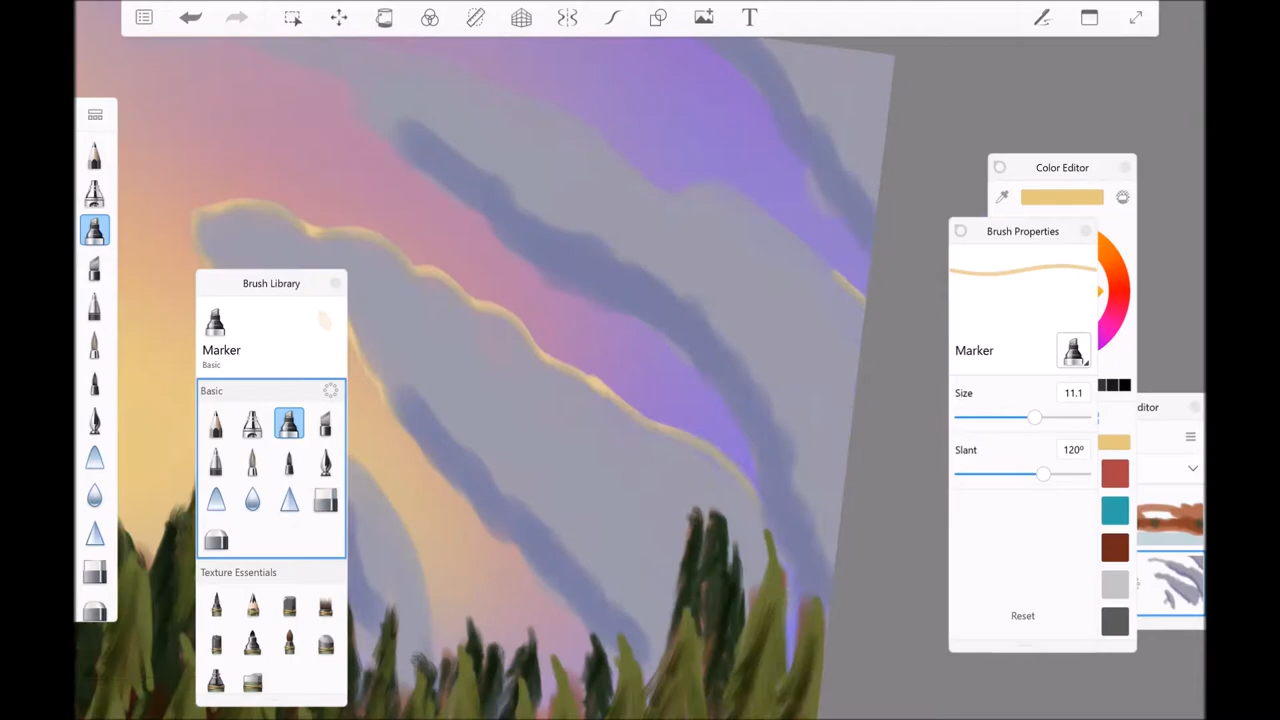 T
Color Editor
Brush Properties
Brush Library
Marker
Basic
Marker
Basic
Size
11.1
ditor
Slant
120º
Texture Essentials
Reset